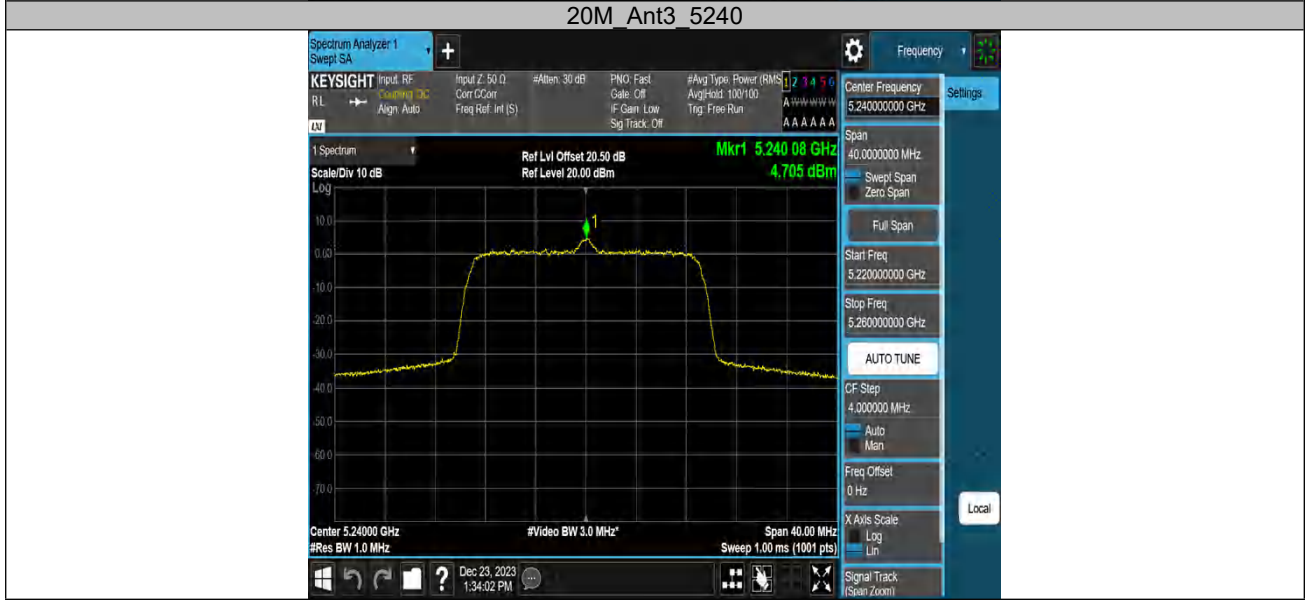 20M_Ant3_5240
Spectrum Analyzer 1
Swept SA
+
Frequency
KEYSIGHT Input: RF
RL
Coupling: DC
Align: Auto
LXI
Input Z: 50 Ω
Corr CCorr
Freq Ref: Int (S)
#Atten: 30 dB
PNO: Fast
Gate: Off
IF Gain: Low
Sig Track: Off
#Avg Type: Power (RMS
Avg|Hold: 100/100
Trig: Free Run
1 2 3 4 5 6
A W W W W W
A A A A A A
Center Frequency
5.240000000 GHz
Settings
Span
40.0000000 MHz
Swept Span
Zero Span
Full Span
Start Freq
5.220000000 GHz
Stop Freq
5.260000000 GHz
AUTO TUNE
CF Step
4.000000 MHz
Auto
Man
Freq Offset
0 Hz
X Axis Scale
Log
Lin
Local
Signal Track
(Span Zoom)
1 Spectrum
Scale/Div 10 dB
Log
Ref Lvl Offset 20.50 dB
Ref Level 20.00 dBm
Mkr1 5.240 08 GHz
4.705 dBm
1
10.0
0.00
-10.0
-20.0
-30.0
-40.0
-50.0
-60.0
-70.0
Center 5.24000 GHz
#Res BW 1.0 MHz
#Video BW 3.0 MHz*
Span 40.00 MHz
Sweep 1.00 ms (1001 pts)
?
Dec 23, 2023
1:34:02 PM